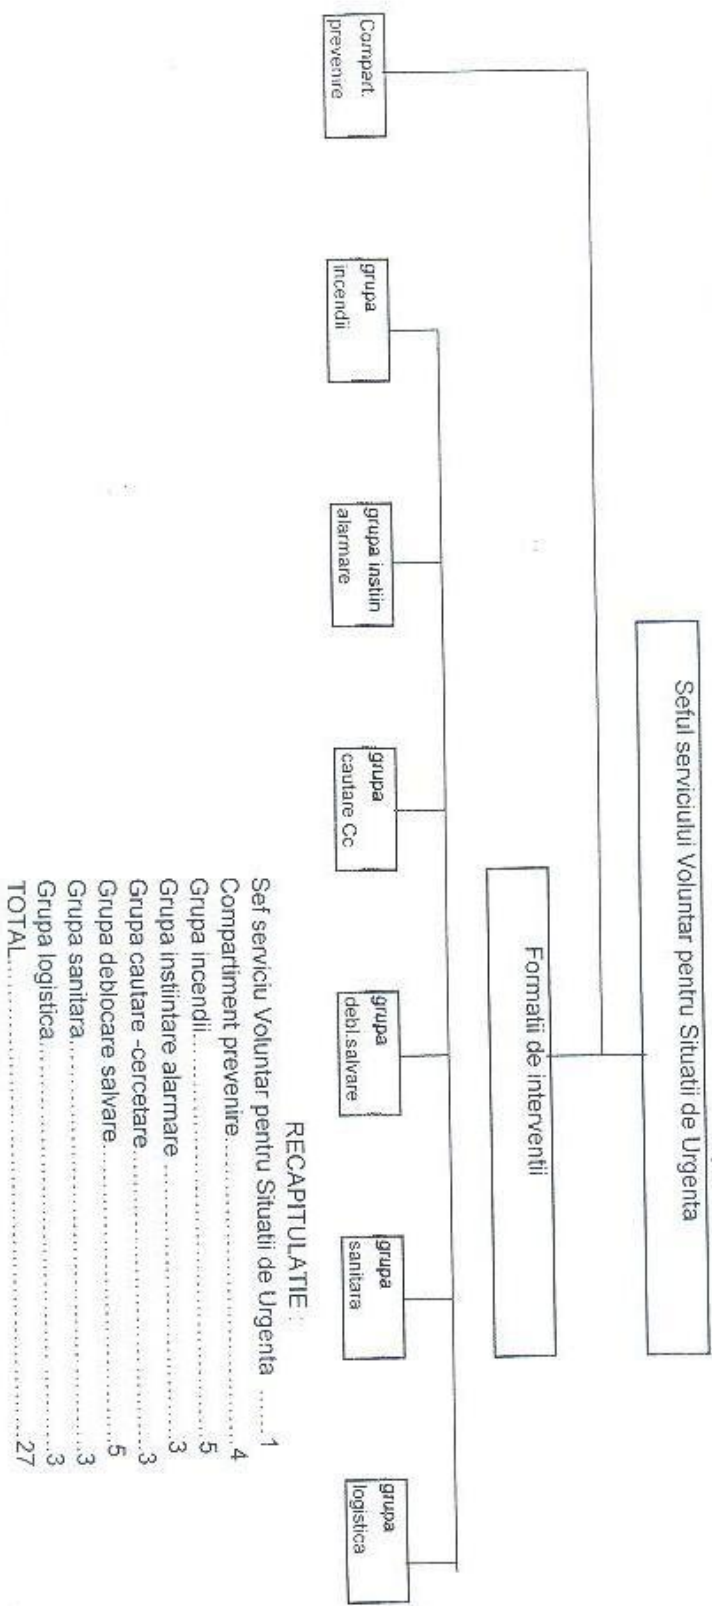 Seful serviciului Voluntar pentru Situatii de Urgenta
Formatii de interventii
Compart.
prevenire
grupa
incendii
grupa instiin
alarmare
grupa
cautare Cc
grupa
debl.salvare
grupa
sanitara
grupa
logistica
RECAPITULATIE :
Sef serviciu Voluntar pentru Situatii de Urgenta ......1
Compartiment prevenire..............................4
Grupa incendii..........................................5
Grupa instiintare alarmare ..........................3
Grupa cautare -cercetare............................3
Grupa deblocare salvare............................5
Grupa sanitara..........................................3
Grupa logistica..........................................3
TOTAL......................................................27